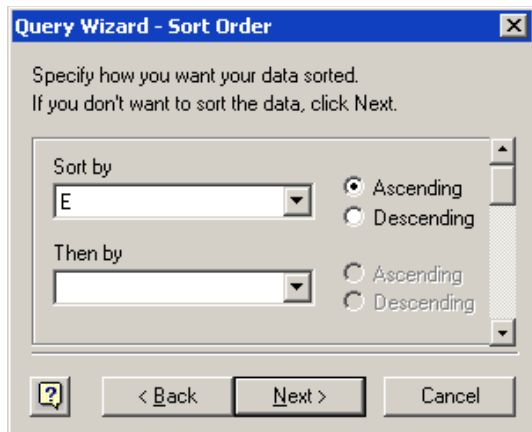 Query Wizard - Sort Order
Specify how you want your data sorted.
If you don't want to sort the data, click Next.
Sort by
E
Ascending
Descending
Then by
Ascending
Descending
?
< Back
Next >
Cancel